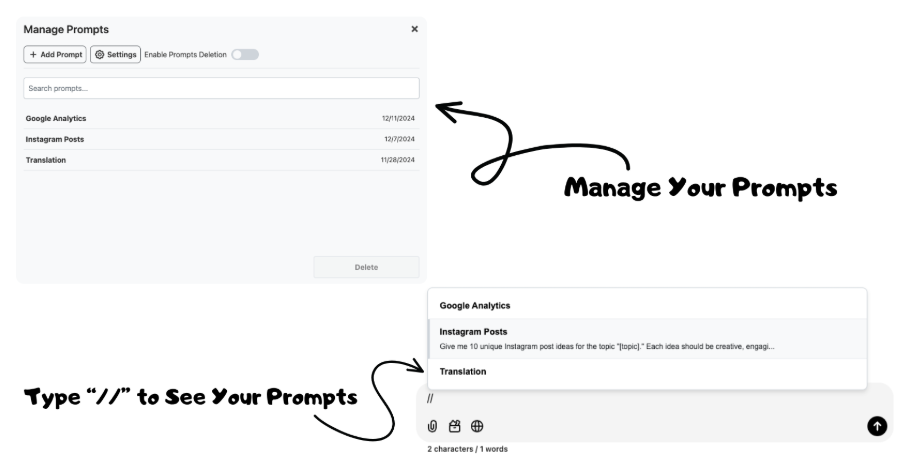 Manage Prompts
+ Add Prompt Settings Enable Prompts Deletion
Search prompts...
Google Analytics 12/11/2024
Instagram Posts 12/7/2024
Translation 11/28/2024
Delete
Manage Your Prompts
Google Analytics
Instagram Posts
Give me 10 unique Instagram post ideas for the topic "[topic]." Each idea should be creative, engagi...
Translation
Type “//” to See Your Prompts
//
2 characters / 1 words